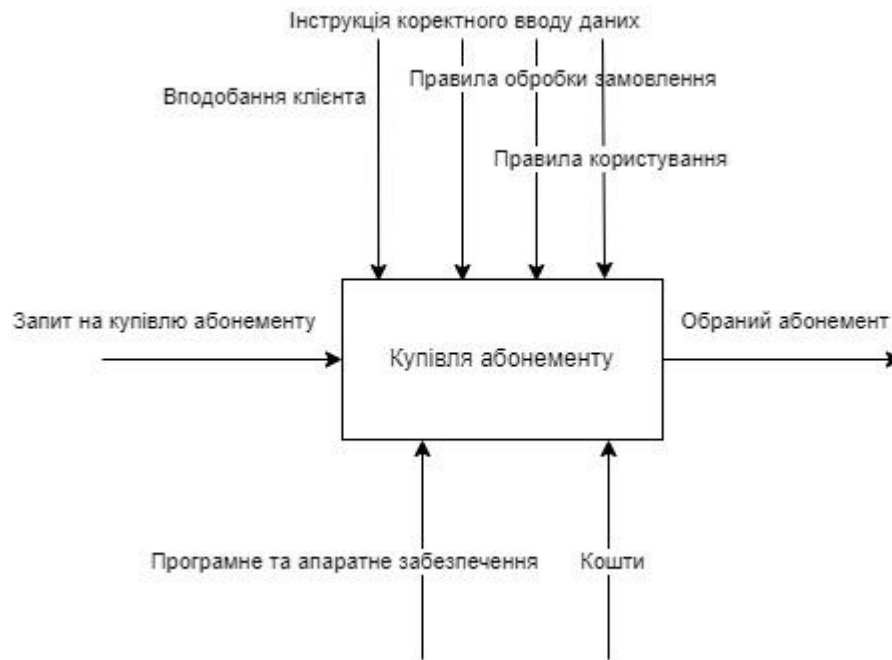 Інструкція коректного вводу даних
Правила обробки замовлення
Вподобання клієнта
Правила користування
Запит на купівлю абонементу
Обраний абонемент
Купівля абонементу
Програмне та апаратне забезпечення
Кошти